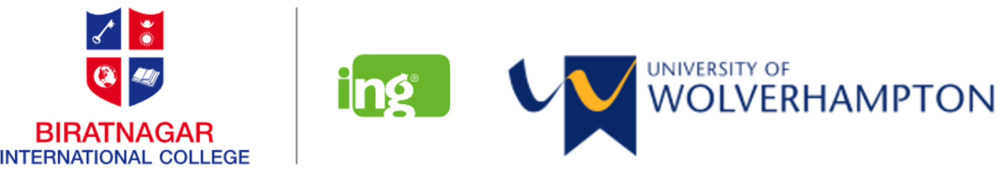 BIRATNAGAR
INTERNATIONAL COLLEGE
ing®
UNIVERSITY OF
WOLVERHAMPTON